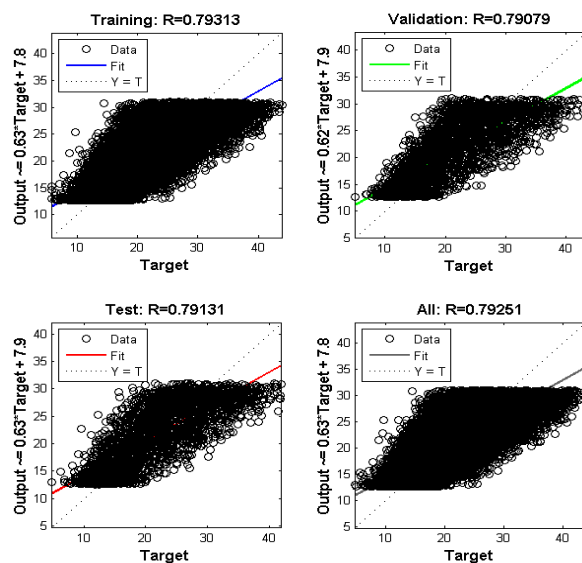 Training: R=0.79313
Output ~= 0.63*Target + 7.8
40
35
30
25
20
15
10
Data
Fit
Y = T
10
20
30
40
Target
Validation: R=0.79079
Output ~= 0.62*Target + 7.9
40
35
30
25
20
15
10
5
Data
Fit
Y = T
10
20
30
40
Target
Test: R=0.79131
Output ~= 0.63*Target + 7.9
40
35
30
25
20
15
10
5
Data
Fit
Y = T
10
20
30
40
Target
All: R=0.79251
Output ~= 0.63*Target + 7.8
40
35
30
25
20
15
10
5
Data
Fit
Y = T
10
20
30
40
Target